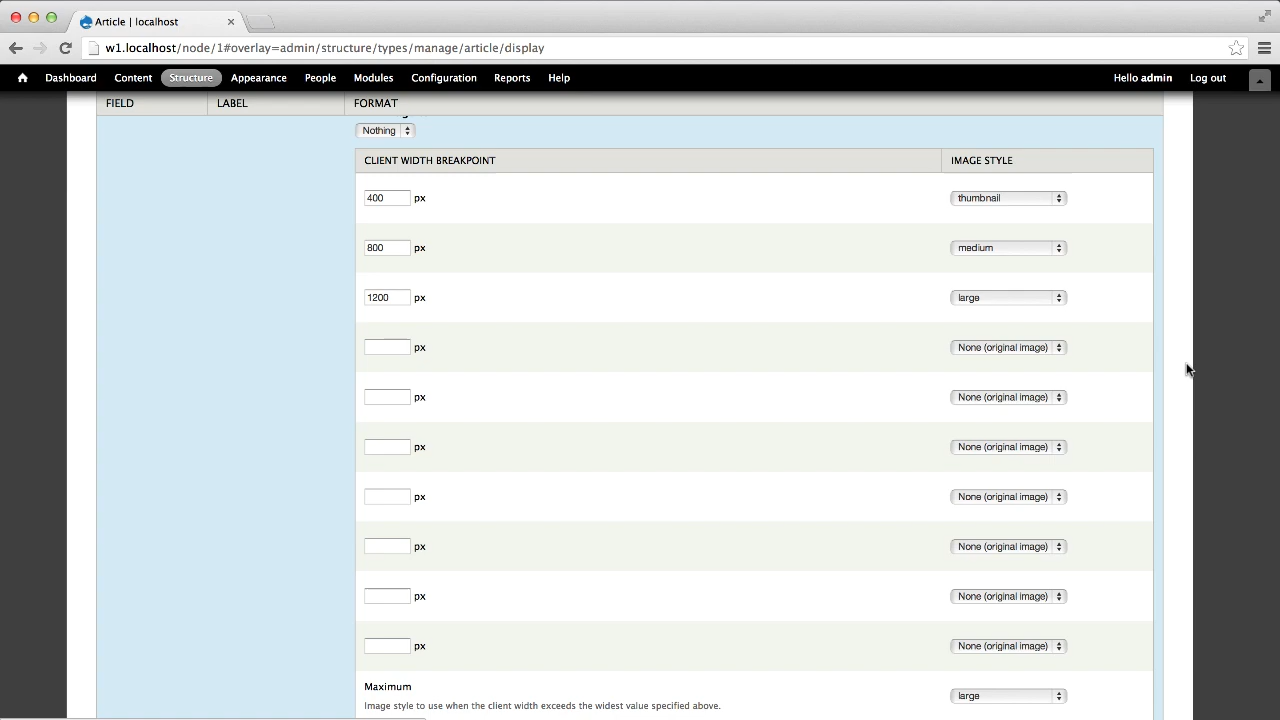 Article | localhost
w1.localhost/node/1#overlay=admin/structure/types/manage/article/display
Dashboard Content Structure Appearance People Modules Configuration Reports Help Hello admin Log out
FIELD LABEL FORMAT
Nothing
CLIENT WIDTH BREAKPOINT IMAGE STYLE
400 px thumbnail
800 px medium
1200 px large
px None (original image)
px None (original image)
px None (original image)
px None (original image)
px None (original image)
px None (original image)
px None (original image)
Maximum
large
Image style to use when the client width exceeds the widest value specified above.